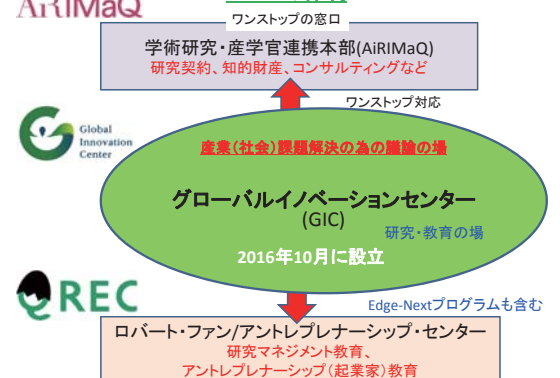 AiRIMaQ
ワンストップの窓口
学術研究・産学官連携本部(AiRIMaQ)
研究契約、知的財産、コンサルティングなど
ワンストップ対応
Global
Innovation
Center
産業(社会)課題解決の為の議論の場
グローバルイノベーションセンター
(GIC)
研究・教育の場
2016年10月に設立
QREC
Edge-Nextプログラムも含む
ロバート・ファン/アントレプレナーシップ・センター
研究マネジメント教育、
アントレプレナーシップ(起業家)教育